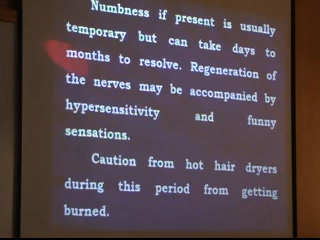 Numbness if present is usually
temporary but can take days to
months to resolve. Regeneration of
the nerves may be accompanied by
hypersensitivity and funny
sensations.
Caution from hot hair dryers
during this period from getting
burned.